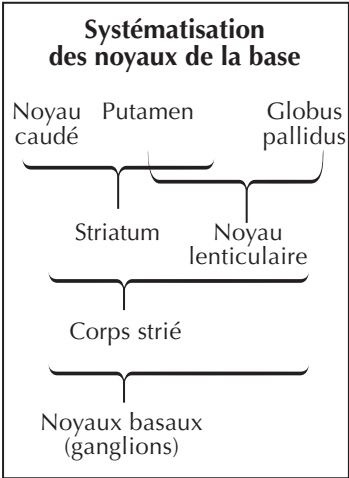 Systématisation
des noyaux de la base
Noyau caudé
Putamen
Globus pallidus
Striatum
Noyau lenticulaire
Corps strié
Noyaux basaux
(ganglions)